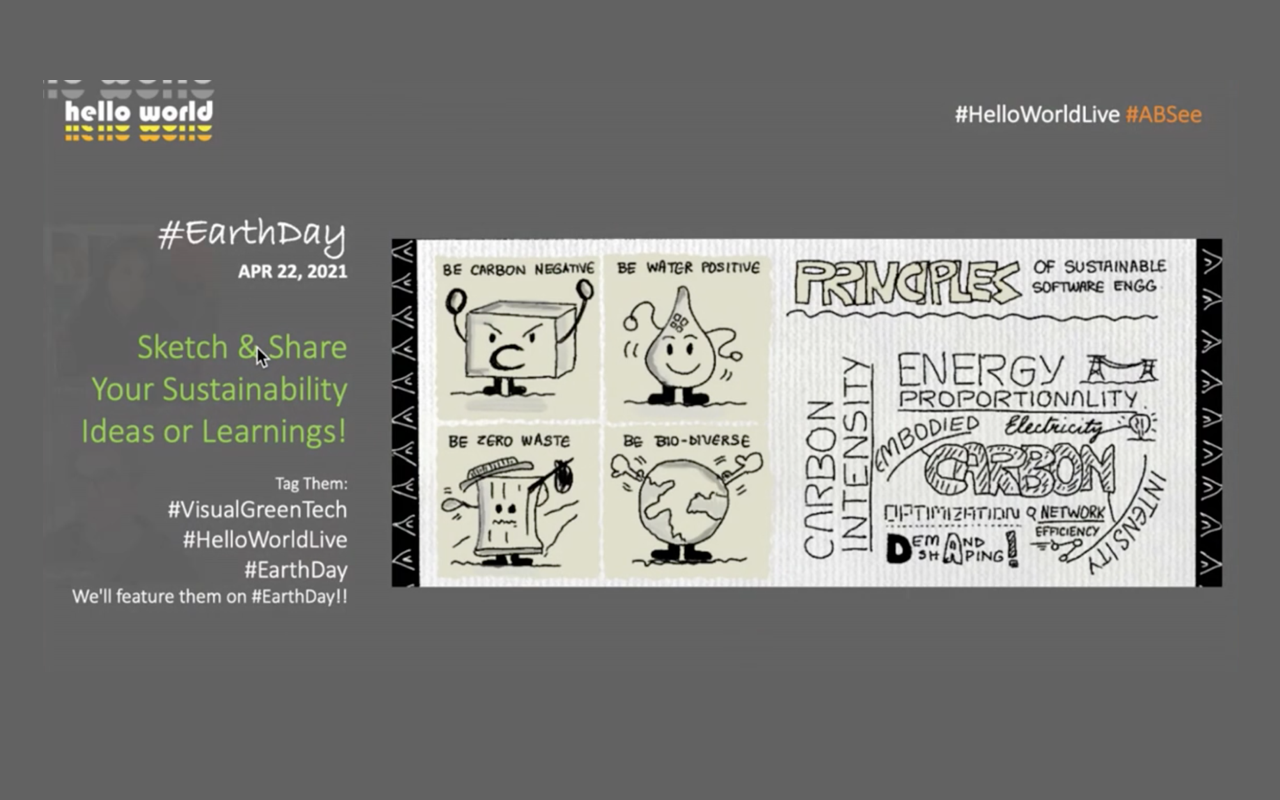 hello world
#HelloWorldLive #ABSee
#EarthDay
APR 22, 2021
Sketch & Share
Your Sustainability
Ideas or Learnings!
Tag Them:
#VisualGreenTech
#HelloWorldLive
#EarthDay
We'll feature them on #EarthDay!!
BE CARBON NEGATIVE
BE WATER POSITIVE
BE ZERO WASTE
BE BIO-DIVERSE
PRINCIPLES
OF SUSTAINABLE
SOFTWARE ENGG
CARBON
INTENSITY
ENERGY
PROPORTIONALITY
EMBODIED
Electricity
CARBON
INTENSITY
OPTIMIZATION
NETWORK
EFFICIENCY
DEMAND
SHAPING!